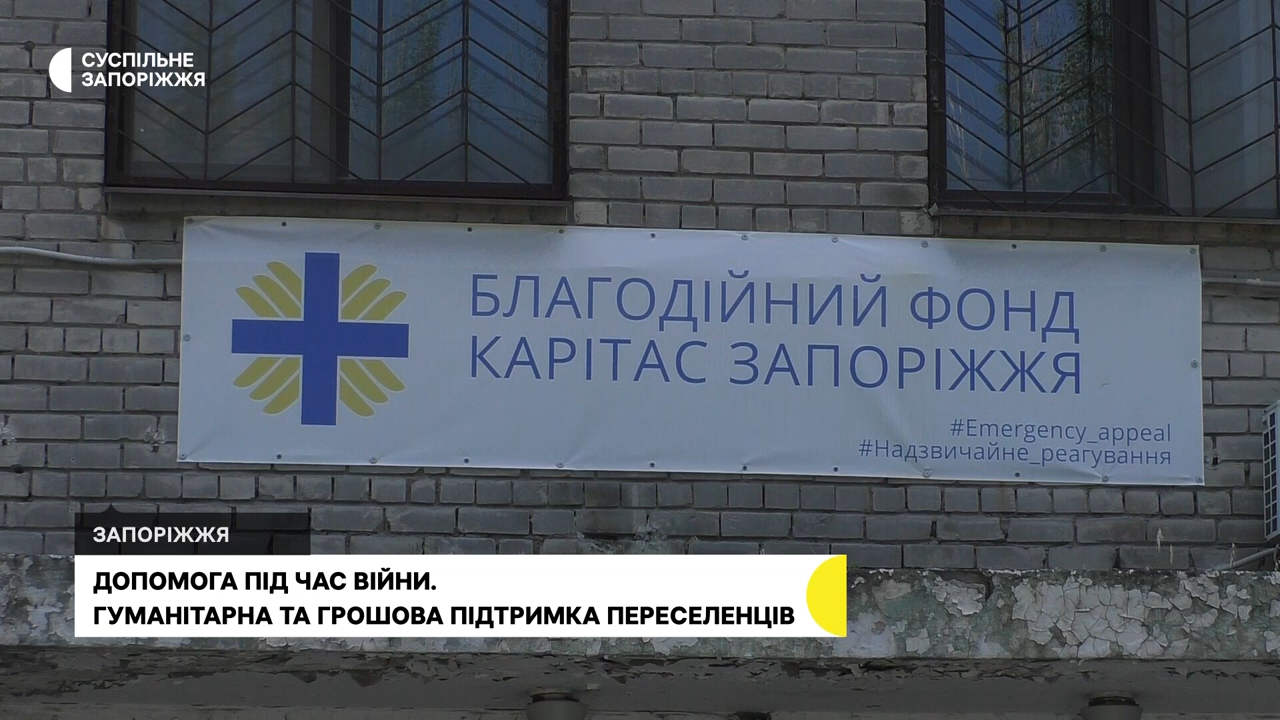 СУСПІЛЬНЕ
ЗАПОРІЖЖЯ
БЛАГОДІЙНИЙ ФОНД
КАРІТАС ЗАПОРІЖЖЯ
#Emergency_appeal
#Надзвичайне_реагування
ЗАПОРІЖЖЯ
ДОПОМОГА ПІД ЧАС ВІЙНИ.
ГУМАНІТАРНА ТА ГРОШОВА ПІДТРИМКА ПЕРЕСЕЛЕНЦІВ